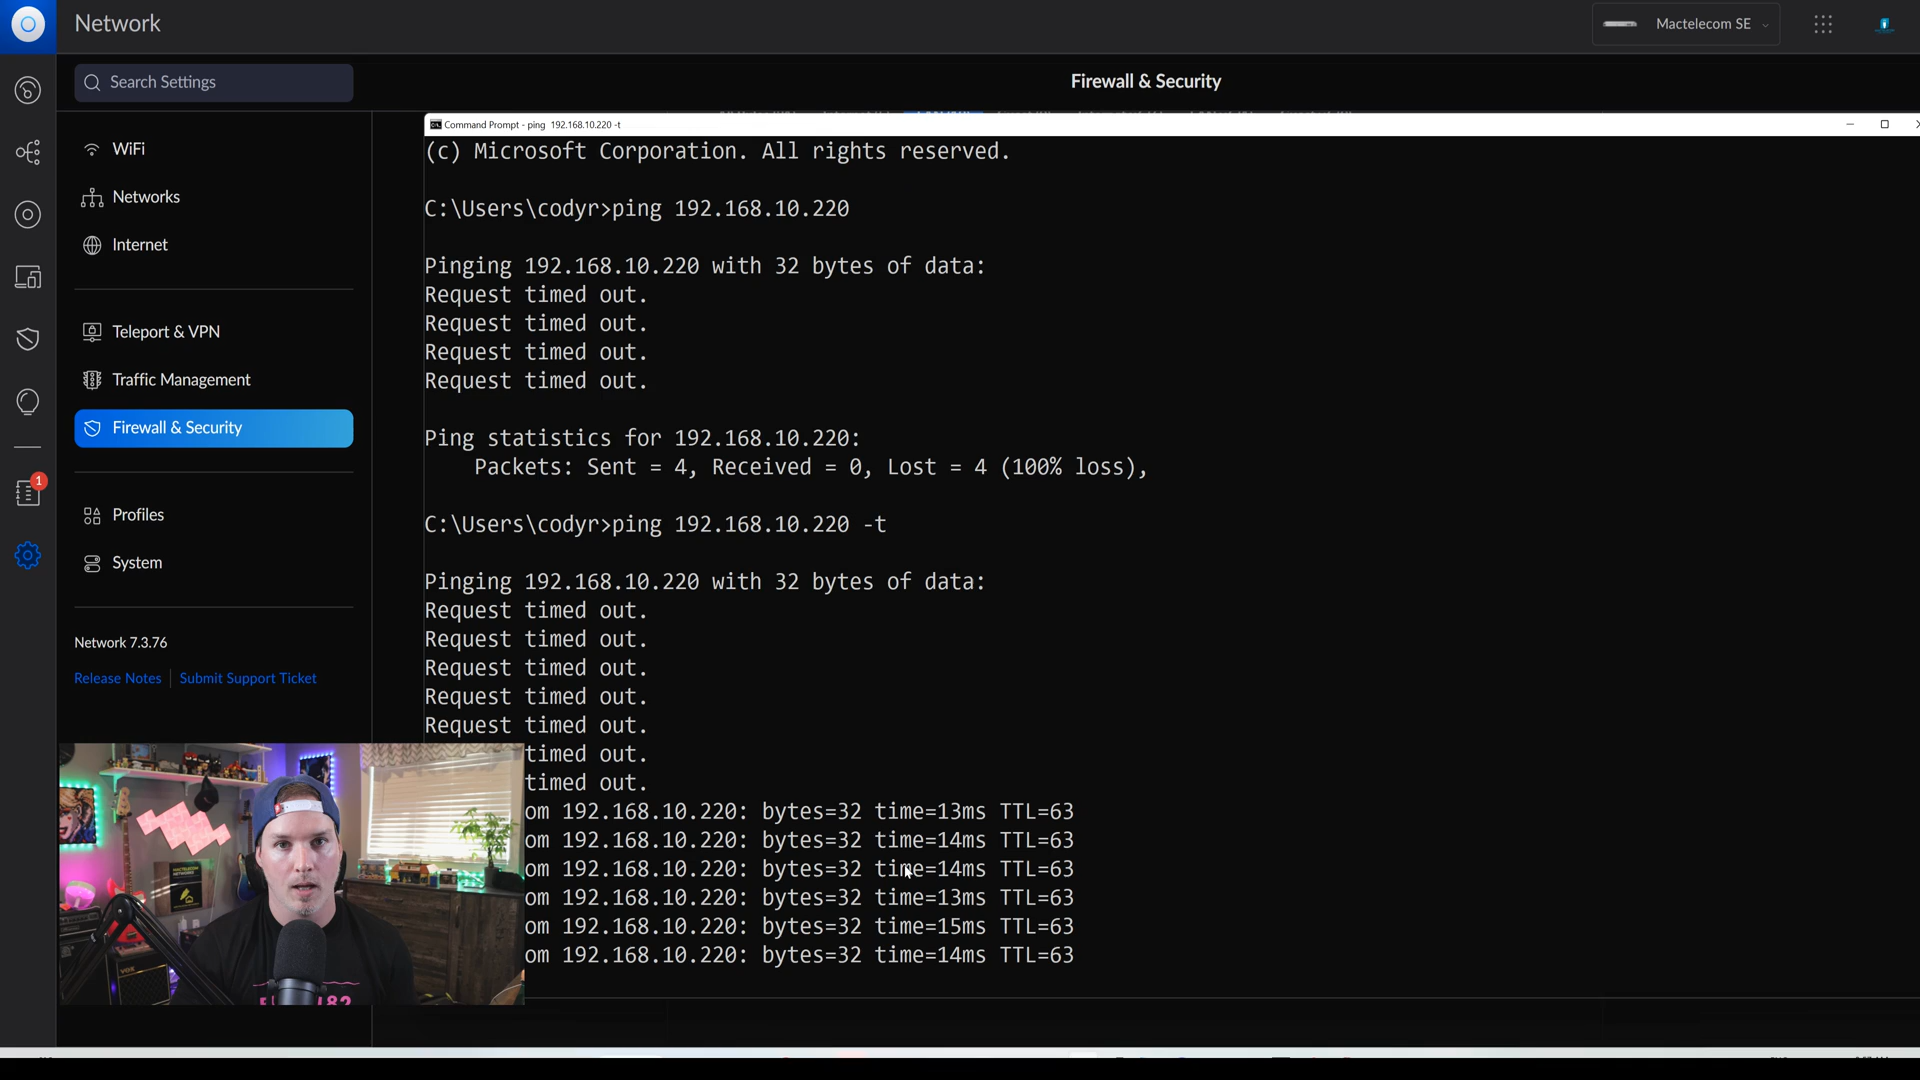 Network
Mactelecom SE
Search Settings
Firewall & Security
WiFi
Networks
Internet
Teleport & VPN
Traffic Management
Firewall & Security
1
Profiles
System
Network 7.3.76
Release Notes
Submit Support Ticket
Command Prompt - ping 192.168.10.220 -t
(c) Microsoft Corporation. All rights reserved.
C:\Users\codyr>ping 192.168.10.220
Pinging 192.168.10.220 with 32 bytes of data:
Request timed out.
Request timed out.
Request timed out.
Request timed out.
Ping statistics for 192.168.10.220:
Packets: Sent = 4, Received = 0, Lost = 4 (100% loss),
C:\Users\codyr>ping 192.168.10.220 -t
Pinging 192.168.10.220 with 32 bytes of data:
Request timed out.
Request timed out.
Request timed out.
Request timed out.
Request timed out.
timed out.
timed out.
om 192.168.10.220: bytes=32 time=13ms TTL=63
om 192.168.10.220: bytes=32 time=14ms TTL=63
om 192.168.10.220: bytes=32 time=14ms TTL=63
om 192.168.10.220: bytes=32 time=13ms TTL=63
om 192.168.10.220: bytes=32 time=15ms TTL=63
om 192.168.10.220: bytes=32 time=14ms TTL=63
VOX